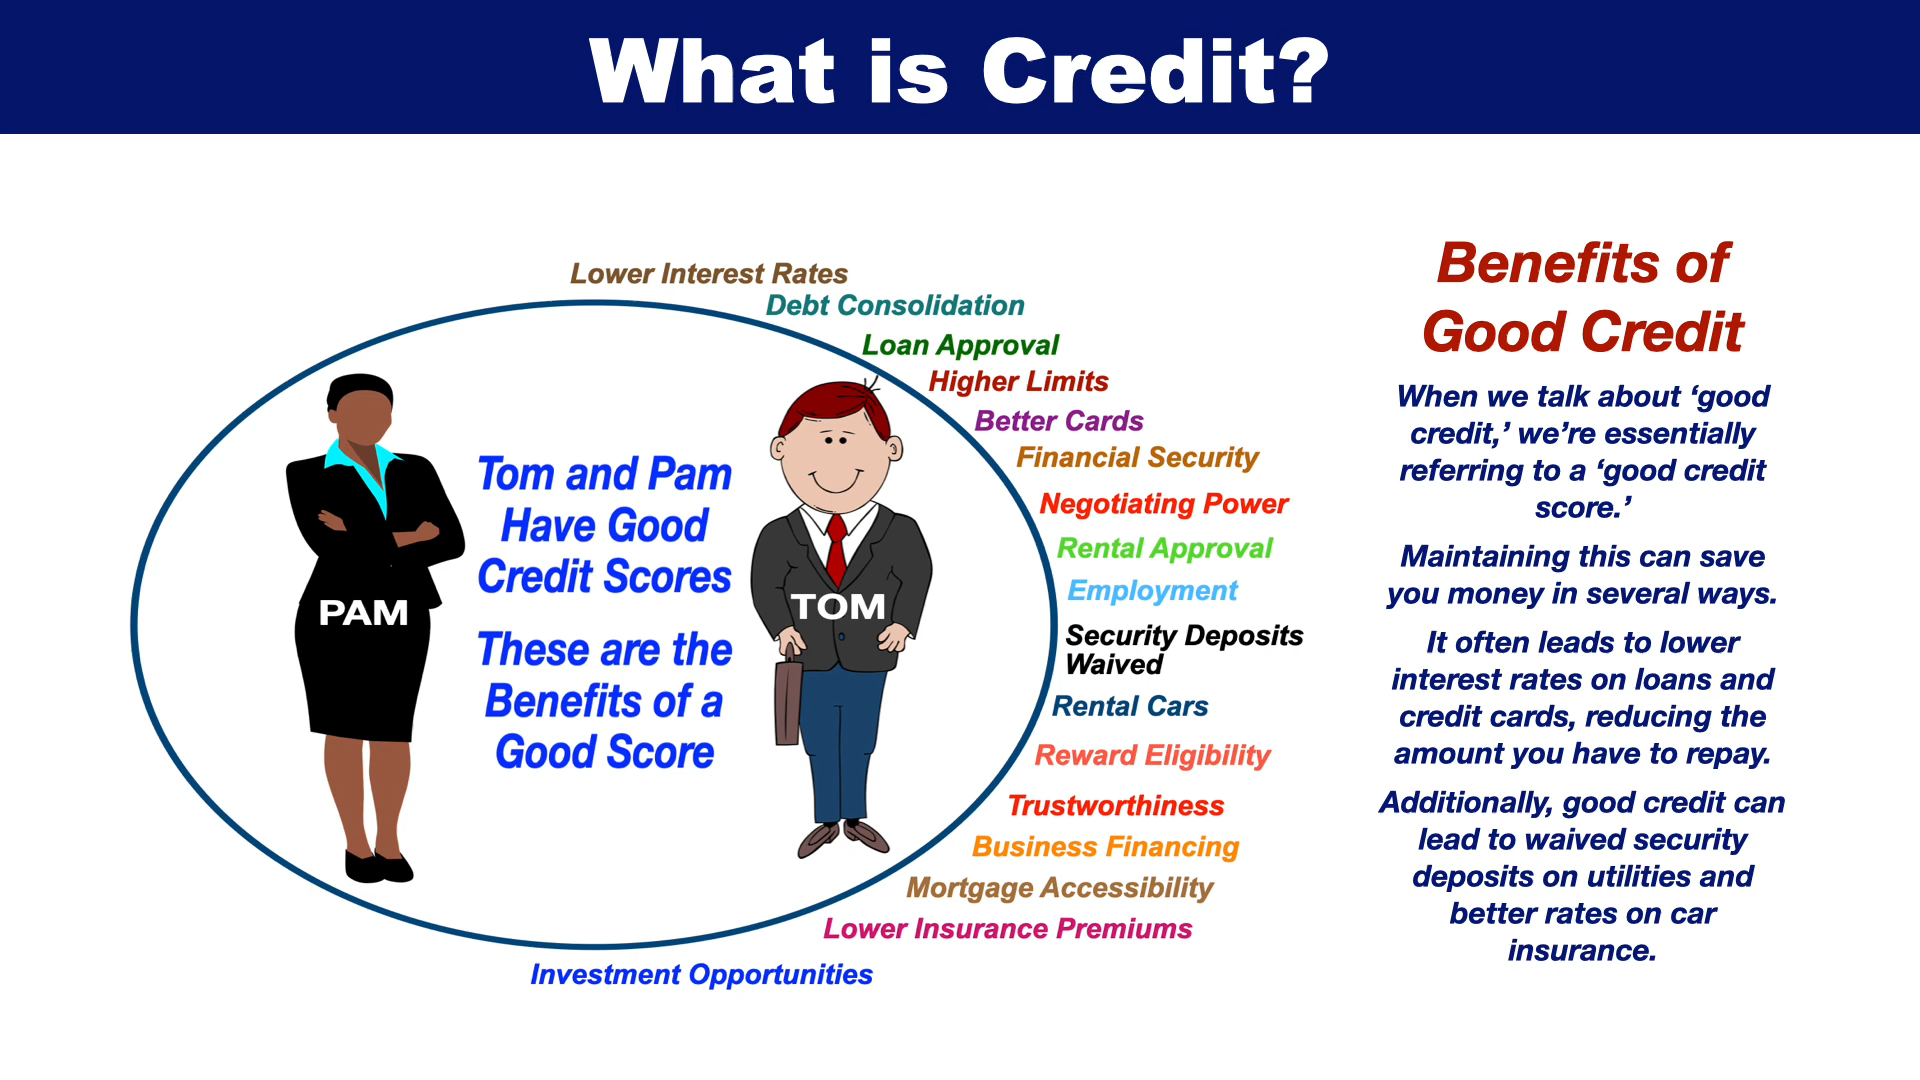 What is Credit?
Lower Interest Rates
Debt Consolidation
Loan Approval
Higher Limits
Better Cards
Financial Security
Negotiating Power
Rental Approval
Employment
Security Deposits
Waived
Rental Cars
Reward Eligibility
Trustworthiness
Business Financing
Mortgage Accessibility
Lower Insurance Premiums
Investment Opportunities
PAM
Tom and Pam
Have Good
Credit Scores
These are the
Benefits of a
Good Score
TOM
Benefits of
Good Credit
When we talk about ‘good
credit,’ we’re essentially
referring to a ‘good credit
score.’
Maintaining this can save
you money in several ways.
It often leads to lower
interest rates on loans and
credit cards, reducing the
amount you have to repay.
Additionally, good credit can
lead to waived security
deposits on utilities and
better rates on car
insurance.